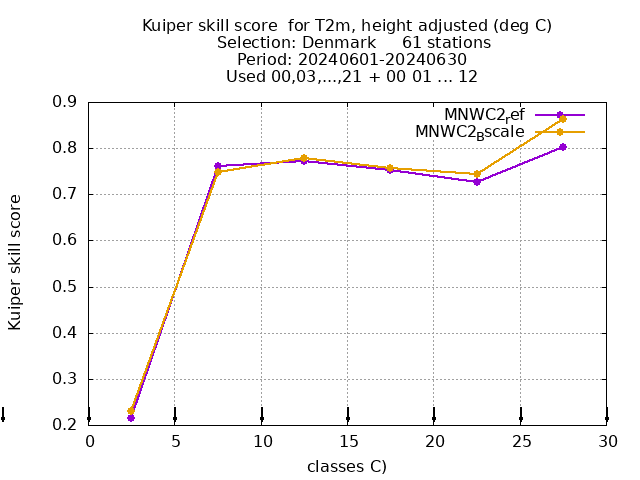 Kuiper skill score  for T2m, height adjusted (deg C)
Selection: Denmark     61 stations
Period: 20240601-20240630
Used 00,03,...,21 + 00 01 ... 12
MNWC2ref
MNWC2Bscale
0.9
0.8
0.7
0.6
0.5
0.4
0.3
0.2
Kuiper skill score
0 5 10 15 20 25 30
classes C)